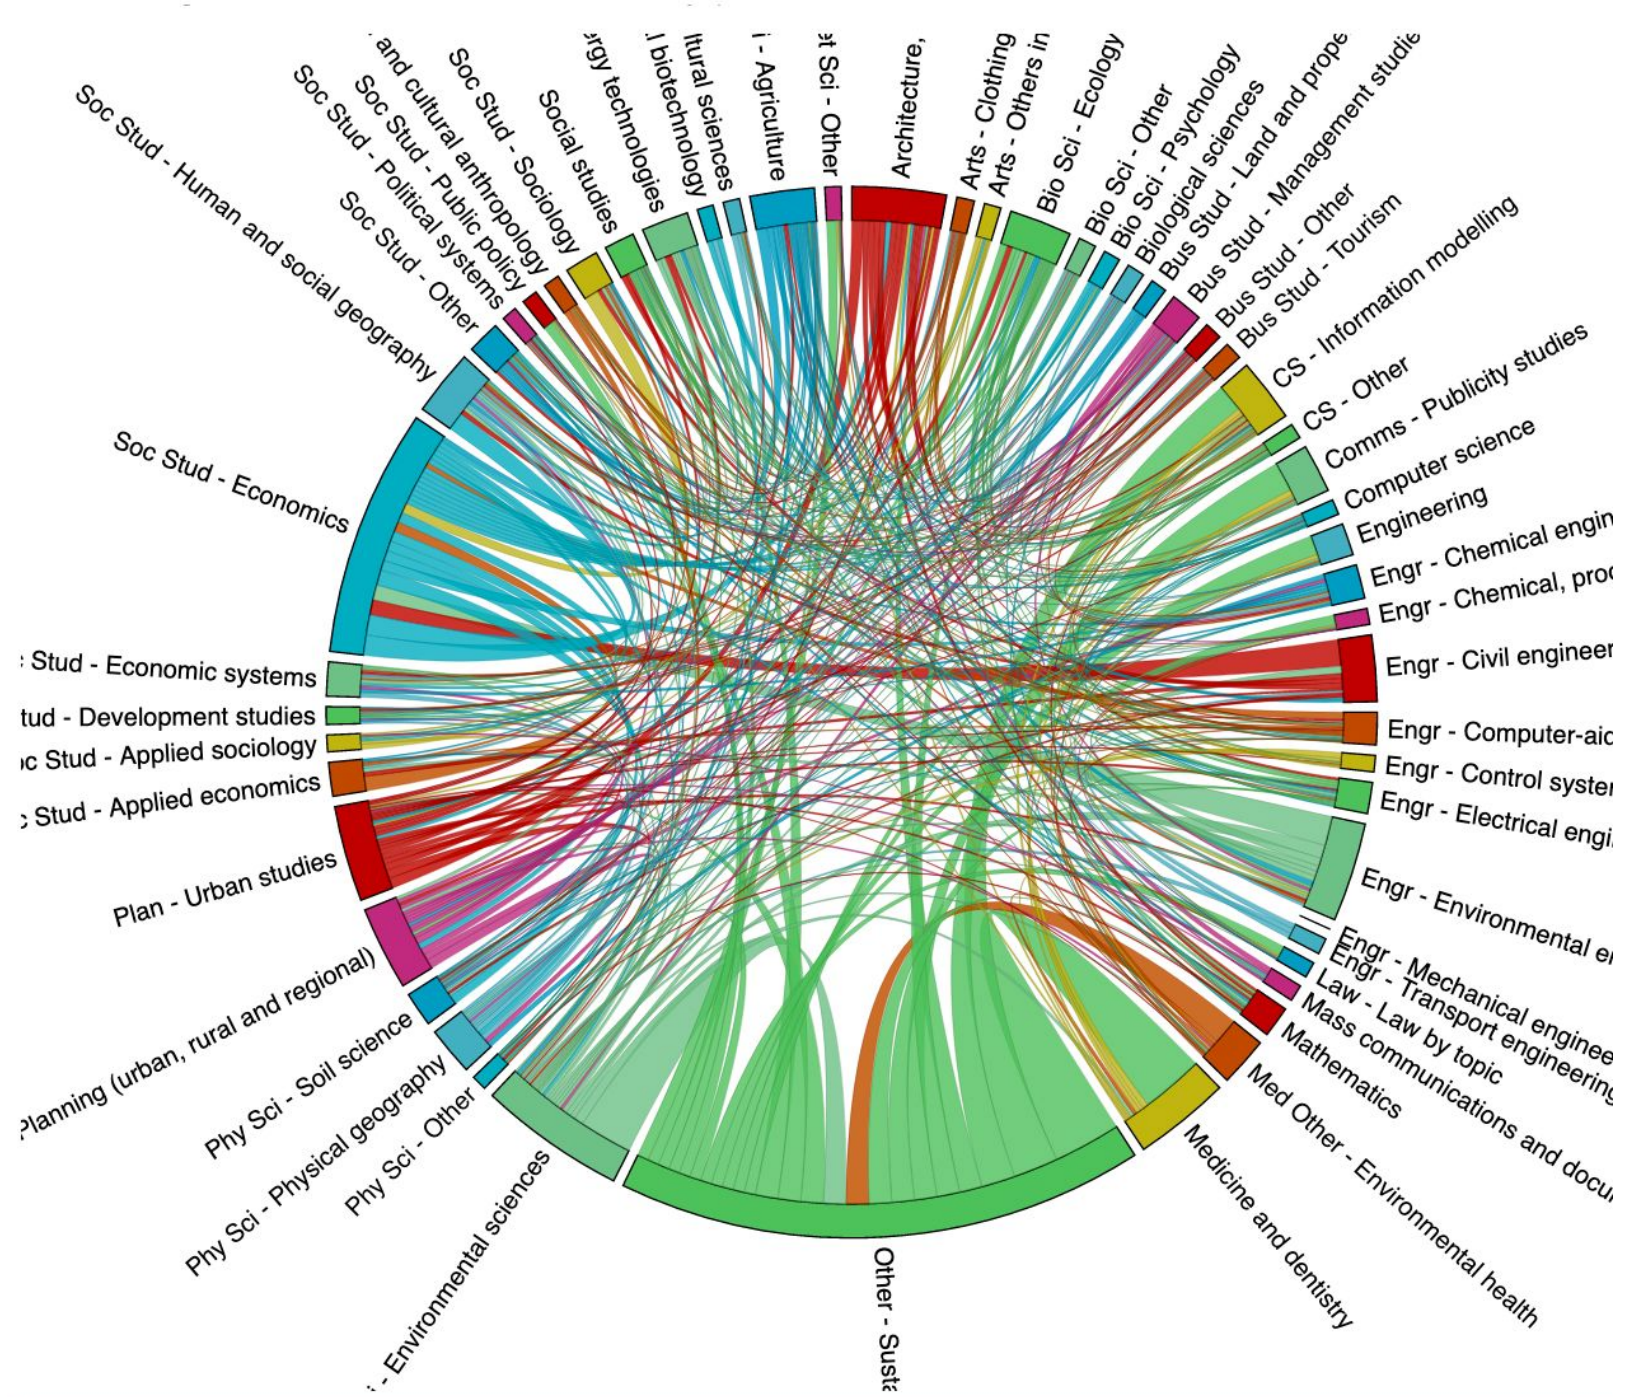 Architecture,
Arts - Clothing
Arts - Others in
Bio Sci - Ecology
Bio Sci - Other
Bio Sci - Psychology
Biological sciences
Bus Stud - Land and prope
Bus Stud - Management studie
Bus Stud - Other
Bus Stud - Tourism
CS - Information modelling
CS - Other
Comms - Publicity studies
Computer science
Engineering
Engr - Chemical engin
Engr - Chemical, proc
Engr - Civil engineer
Engr - Computer-aid
Engr - Control syster
Engr - Electrical engi
Engr - Environmental er
Engr - Mechanical enginee
Engr - Transport engineering
Law - Law by topic
Mass communications and docu
Mathematics
Med Other - Environmental health
Medicine and dentistry
Other - Susta
i - Environmental sciences
Phy Sci - Other
Phy Sci - Physical geography
Phy Sci - Soil science
Planning (urban, rural and regional)
Plan - Urban studies
c Stud - Applied economics
oc Stud - Applied sociology
tud - Development studies
c Stud - Economic systems
Soc Stud - Economics
Soc Stud - Human and social geography
Soc Stud - Other
Soc Stud - Political systems
Soc Stud - Public policy
and cultural anthropology
Soc Stud - Sociology
Social studies
ergy technologies
l biotechnology
ltural sciences
i - Agriculture
et Sci - Other